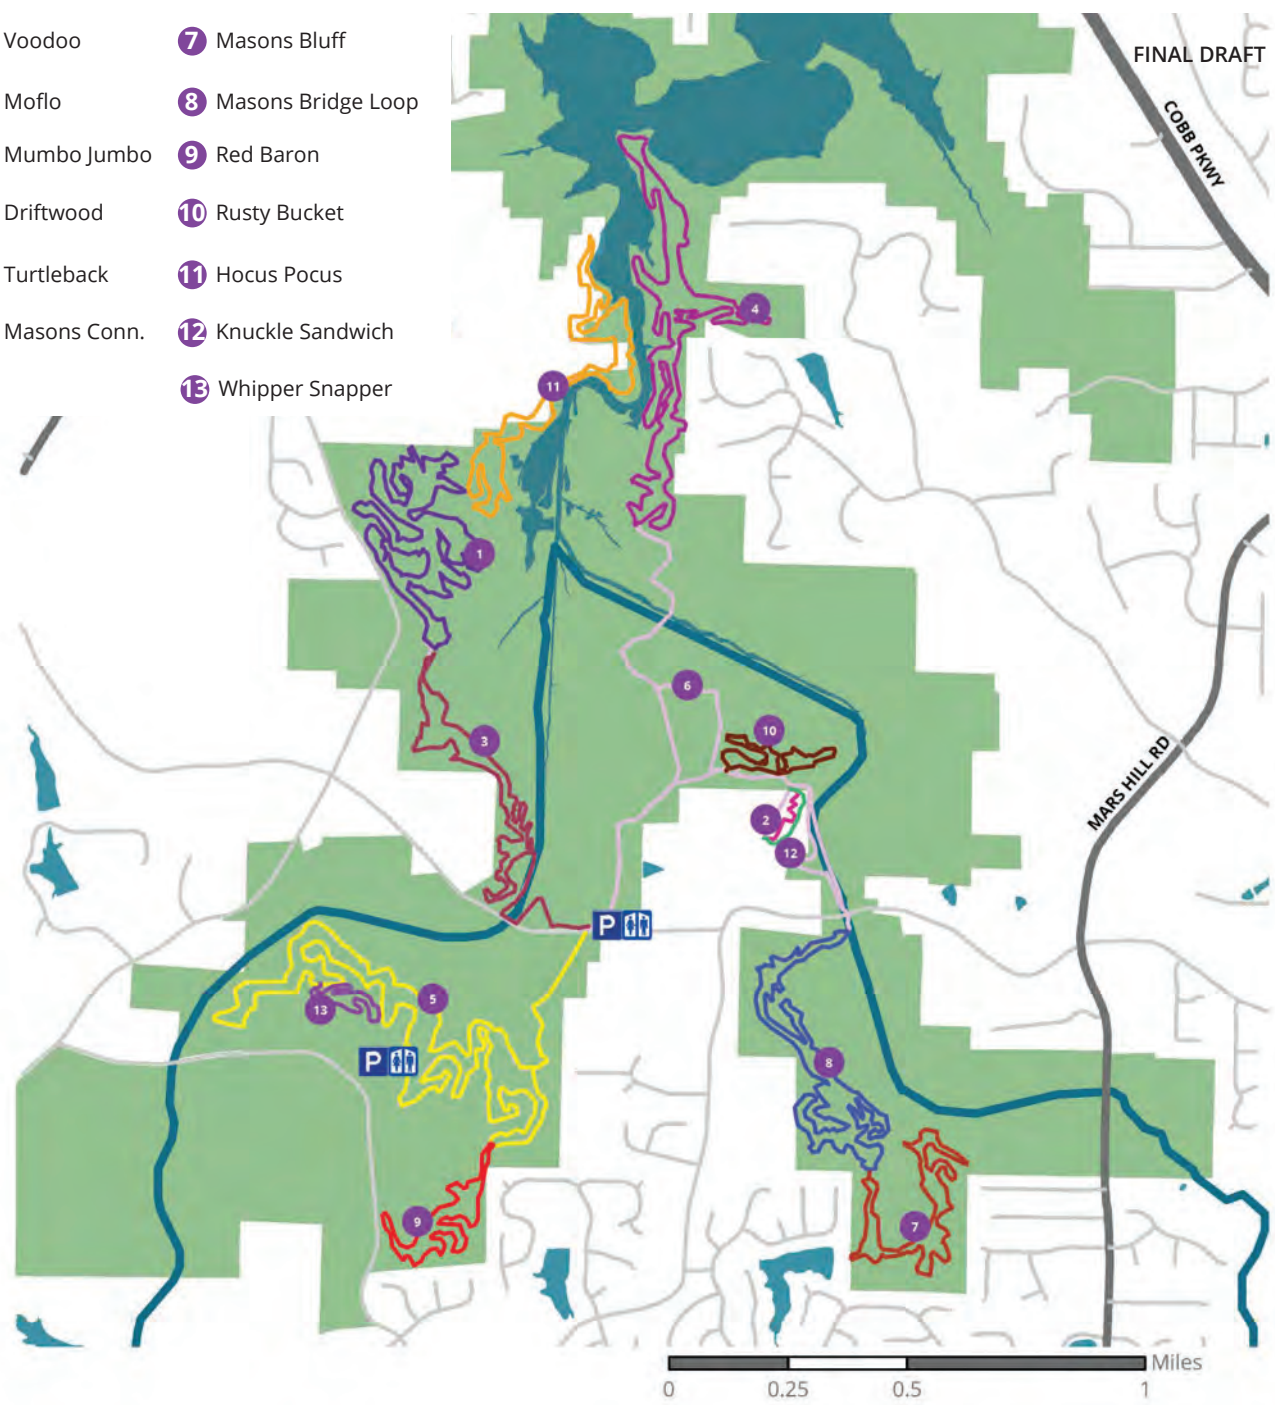 Voodoo 7 Masons Bluff
Moflo 8 Masons Bridge Loop
Mumbo Jumbo 9 Red Baron
Driftwood 10 Rusty Bucket
Turtleback 11 Hocus Pocus
Masons Conn. 12 Knuckle Sandwich
13 Whipper Snapper
FINAL DRAFT
COBB PKWY
4
11
1
6
3
10
MARS HILL RD
2
12
P
5
13
P
8
9
7
Miles
0 0.25 0.5 1